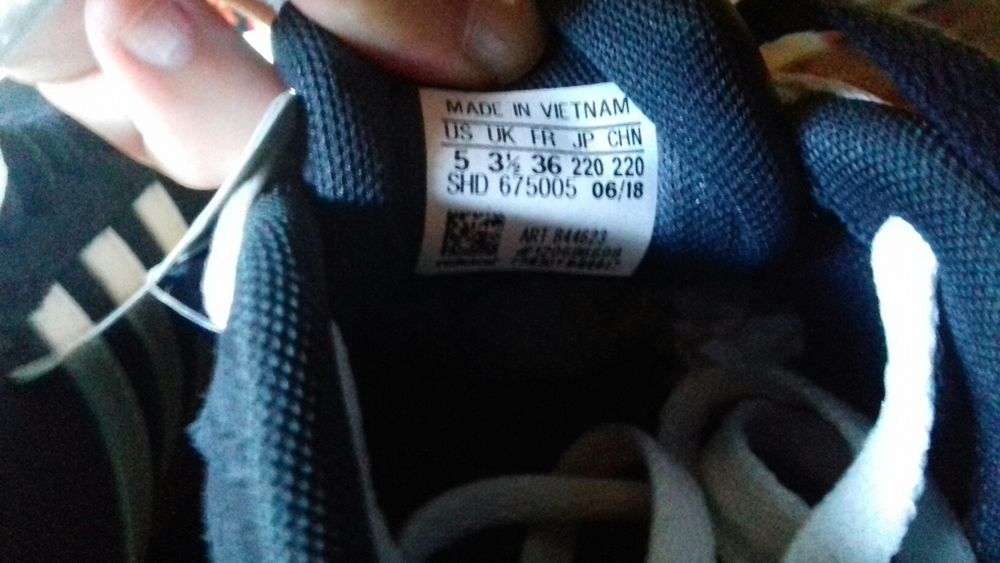 MADE IN VIETNAM
US UK FR JP CHN
5 3½ 36 220 220
SHD 675005 06/18
ART B44623